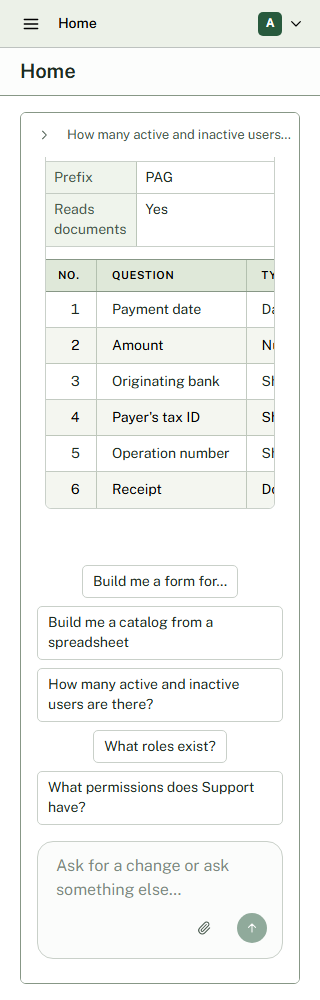 Home
A
Home
How many active and inactive users...
Prefix
PAG
Reads
documents
Yes
NO.
QUESTION
1
Payment date
2
Amount
3
Originating bank
4
Payer's tax ID
5
Operation number
6
Receipt
Build me a form for...
Build me a catalog from a
spreadsheet
How many active and inactive
users are there?
What roles exist?
What permissions does Support
have?
Ask for a change or ask
something else...